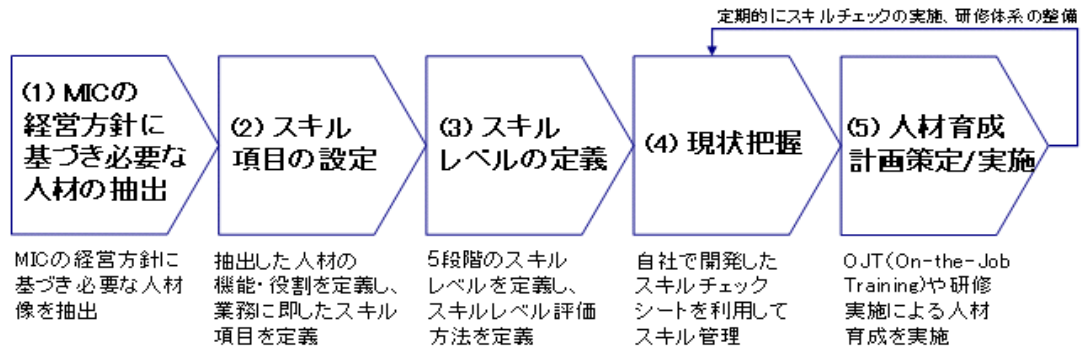 定期的にスキルチェックの実施、研修体系の整備
(1) MICの
経営方針に
基づき必要な
人材の抽出
(2) スキル
項目の設定
(3) スキル
レベルの定義
(4) 現状把握
(5) 人材育成
計画策定/実施
MICの経営方針に
基づき必要な人材
像を抽出
抽出した人材の
機能・役割を定義し、
業務に即したスキル
項目を定義
5段階のスキル
レベルを定義し、
スキルレベル評価
方法を定義
自社で開発した
スキルチェック
シートを利用して
スキル管理
OJT(On-the-Job
Training)や研修
実施による人材
育成を実施